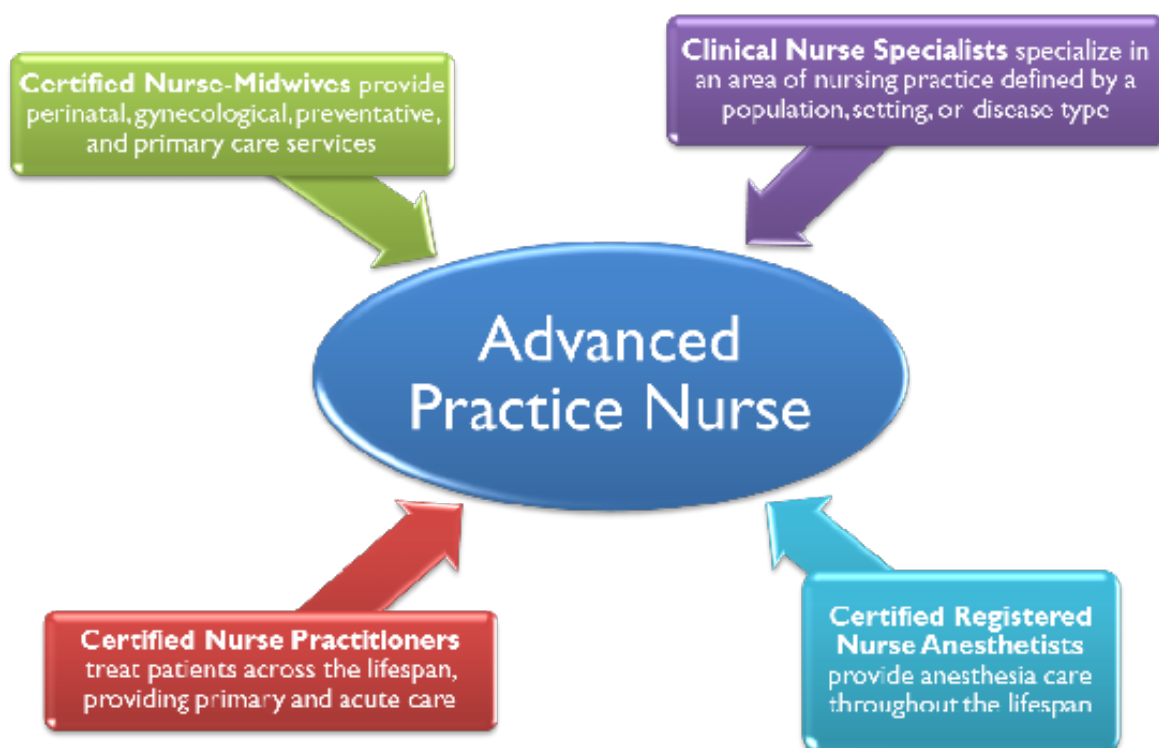 Certified Nurse-Midwives provide
perinatal, gynecological, preventative,
and primary care services
Clinical Nurse Specialists specialize in
an area of nursing practice defined by a
population, setting, or disease type
Advanced
Practice Nurse
Certified Nurse Practitioners
treat patients across the lifespan,
providing primary and acute care
Certified Registered
Nurse Anesthetists
provide anesthesia care
throughout the lifespan